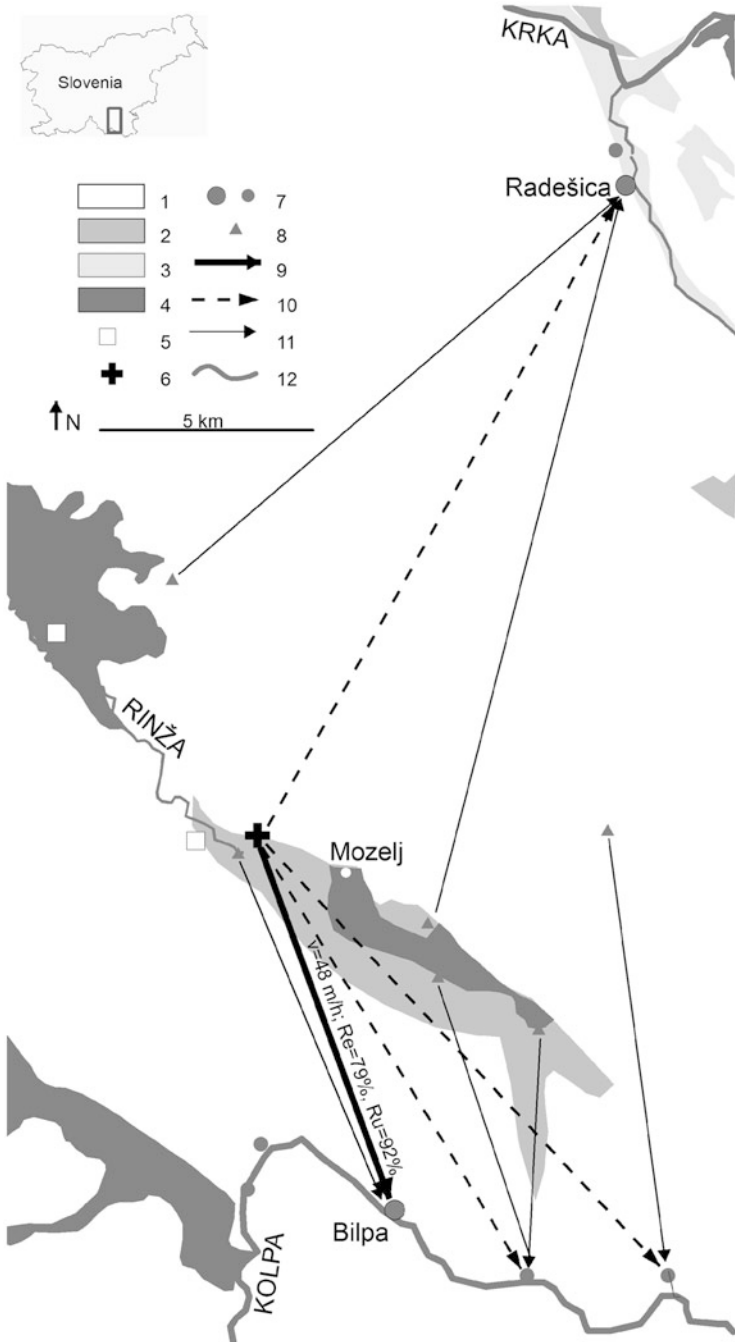 KRKA
Slovenia
Radešica
1 7
2 8
3 9
4 10
5 11
6 12
N 5 km
RINŽA
Mozelj
v=48 m/h; Re=79%, Ru=92%
Bilpa
KOLPA